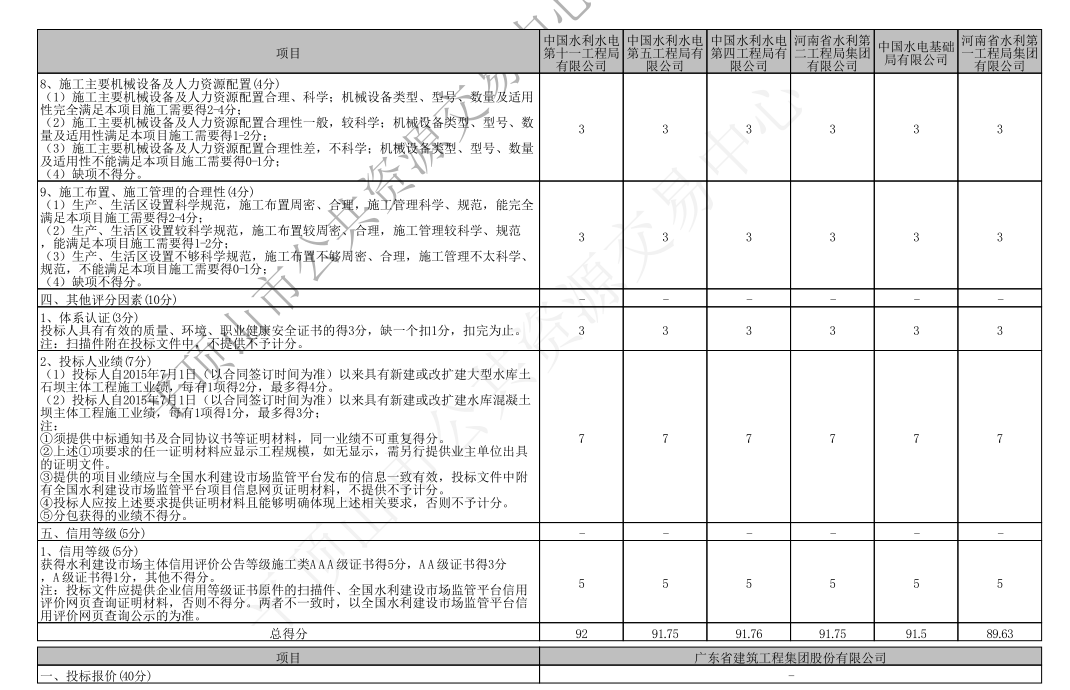 项目
中国水利水电
第十一工程局
有限公司
中国水利水电
第五工程局有
限公司
中国水利水电
第四工程局有
限公司
河南省水利第
二工程局集团
有限公司
中国水电基础
局有限公司
河南省水利第
一工程局集团
有限公司
8、施工主要机械设备及人力资源配置(4分)
（1）施工主要机械设备及人力资源配置合理、科学；机械设备类型、型号、数量及适用
性完全满足本项目施工需要得2-4分；
（2）施工主要机械设备及人力资源配置合理性一般，较科学；机械设备类型、型号、数
量及适用性满足本项目施工需要得1-2分；
（3）施工主要机械设备及人力资源配置合理性差，不科学；机械设备类型、型号、数量
及适用性不能满足本项目施工需要得0-1分；
（4）缺项不得分。
3 3 3 3 3 3
9、施工布置、施工管理的合理性(4分)
（1）生产、生活区设置科学规范，施工布置周密、合理，施工管理科学、规范，能完全
满足本项目施工需要得2-4分；
（2）生产、生活区设置较科学规范，施工布置较周密、合理，施工管理较科学、规范
，能满足本项目施工需要得1-2分；
（3）生产、生活区设置不够科学规范，施工布置不够周密、合理，施工管理不太科学、
规范，不能满足本项目施工需要得0-1分；
（4）缺项不得分。
3 3 3 3 3 3
四、其他评分因素(10分) - - - - - -
1、体系认证(3分)
投标人具有有效的质量、环境、职业健康安全证书的得3分，缺一个扣1分，扣完为止。
注：扫描件附在投标文件中，不提供不予计分。
3 3 3 3 3 3
2、投标人业绩(7分)
（1）投标人自2015年7月1日（以合同签订时间为准）以来具有新建或改扩建大型水库土
石坝主体工程施工业绩，每有1项得2分，最多得4分。
（2）投标人自2015年7月1日（以合同签订时间为准）以来具有新建或改扩建水库混凝土
坝主体工程施工业绩，每有1项得1分，最多得3分；
注：
①须提供中标通知书及合同协议书等证明材料，同一业绩不可重复得分。
②上述①项要求的任一证明材料应显示工程规模，如无显示，需另行提供业主单位出具
的证明文件。
③提供的项目业绩应与全国水利建设市场监管平台发布的信息一致有效，投标文件中附
有全国水利建设市场监管平台项目信息网页证明材料，不提供不予计分。
④投标人应按上述要求提供证明材料且能够明确体现上述相关要求，否则不予计分。
⑤分包获得的业绩不得分。
7 7 7 7 7 7
五、信用等级(5分) - - - - - -
1、信用等级(5分)
获得水利建设市场主体信用评价公告等级施工类AAA级证书得5分，AA级证书得3分
，A级证书得1分，其他不得分。
注：投标文件应提供企业信用等级证书原件的扫描件、全国水利建设市场监管平台信用
评价网页查询证明材料，否则不得分。两者不一致时，以全国水利建设市场监管平台信
用评价网页查询公示的为准。
5 5 5 5 5 5
总得分 92 91.75 91.76 91.75 91.5 89.63
项目 广东省建筑工程集团股份有限公司
一、投标报价(40分) -
平顶山市公共资源交易中心
平顶山市公共资源交易中心